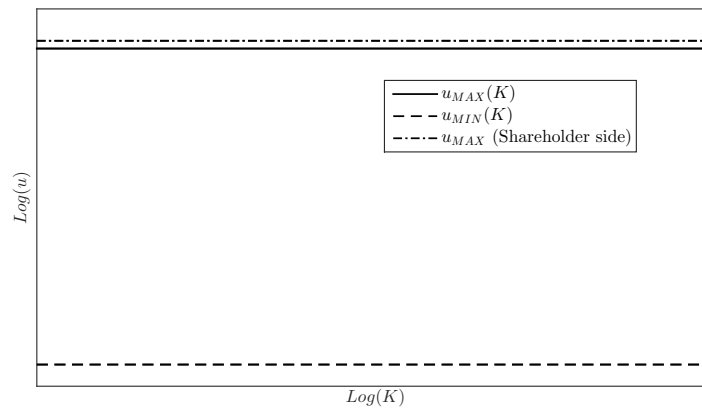 u_{MAX}(K)
u_{MIN}(K)
u_{MAX} (Shareholder side)
Log(u)
Log(K)